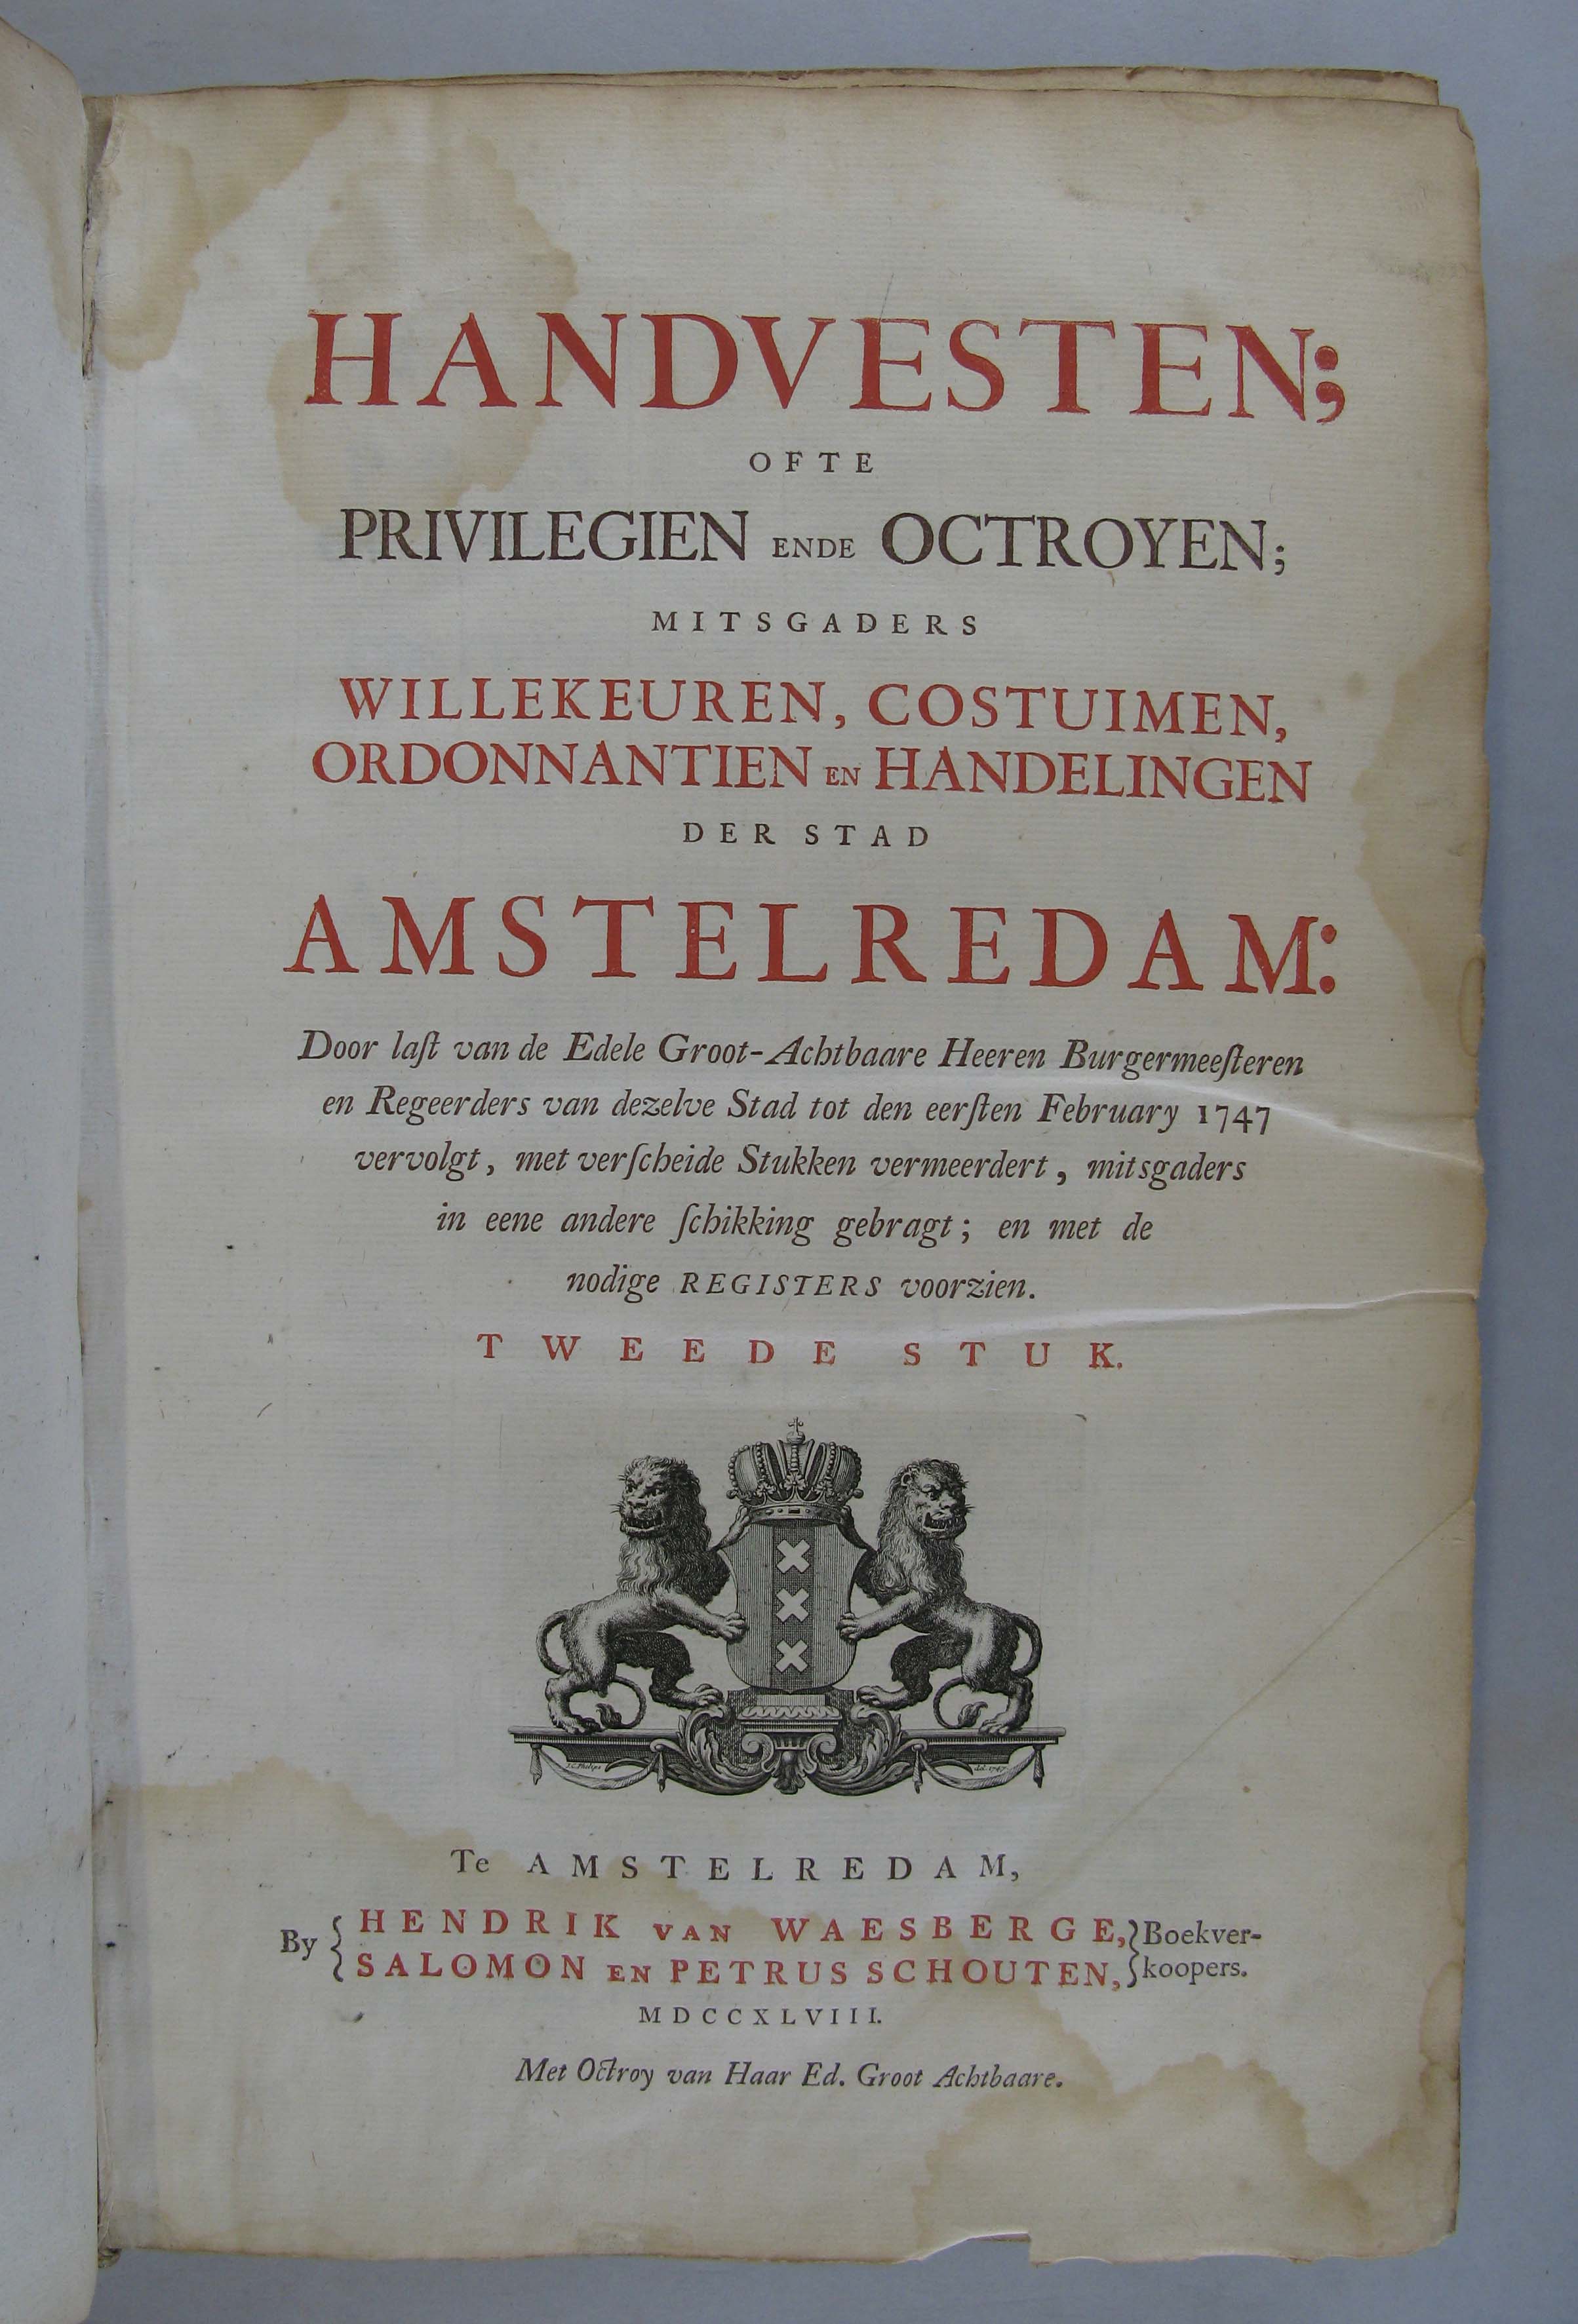 HANDVESTEN;
OFTE
PRIVILEGIEN ENDE OCTROYEN;
MITSGADERS
WILLEKEUREN, COSTUIMEN,
ORDONNANTIEN EN HANDELINGEN
DER STAD
AMSTELREDAM:
Door laſt van de Edele Groot-Achtbaare Heeren Burgermeeſteren
en Regeerders van dezelve Stad tot den eerſten February 1747
vervolgt, met verſcheide Stukken vermeerdert, mitsgaders
in eene andere ſchikking gebragt; en met de
nodige REGISTERS voorzien.
TWEEDE STUK.
J.C. Philips del. 1747.
Te AMSTELREDAM,
By { HENDRIK VAN WAESBERGE, } Boekver-
SALOMON EN PETRUS SCHOUTEN, koopers.
MDCCXLVIII.
Met Octroy van Haar Ed. Groot Achtbaare.